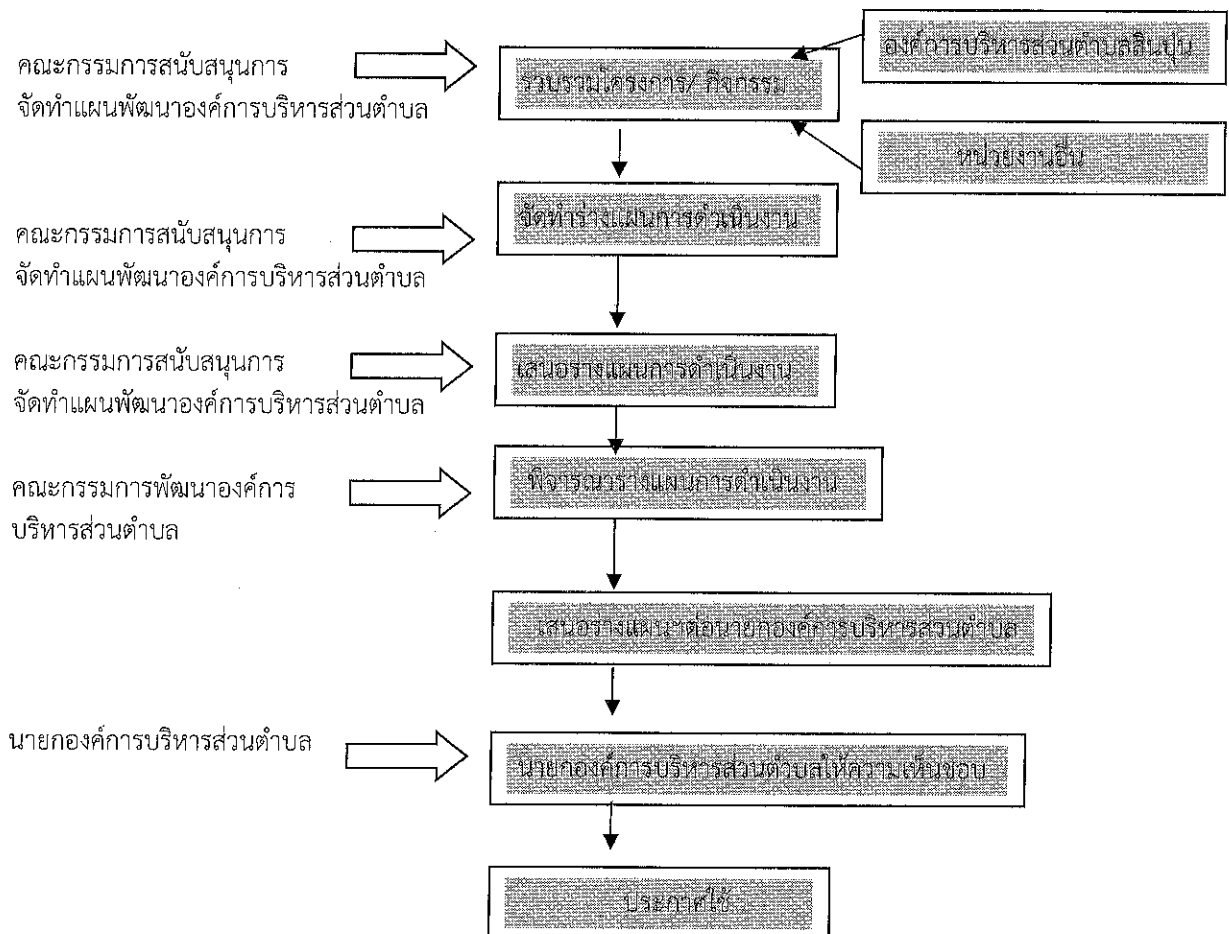 องค์การบริหารส่วนตำบลสินปุน
คณะกรรมการสนับสนุนการ
จัดทำแผนพัฒนาองค์การบริหารส่วนตำบล
รวบรวมโครงการ/ กิจกรรม
หน่วยงานอื่น
คณะกรรมการสนับสนุนการ
จัดทำแผนพัฒนาองค์การบริหารส่วนตำบล
จัดทำร่างแผนการดำเนินงาน
คณะกรรมการสนับสนุนการ
จัดทำแผนพัฒนาองค์การบริหารส่วนตำบล
เสนอร่างแผนการดำเนินงาน
คณะกรรมการพัฒนาองค์การ
บริหารส่วนตำบล
พิจารณาร่างแผนการดำเนินงาน
เสนอร่างแผนฯต่อนายกองค์การบริหารส่วนตำบล
นายกองค์การบริหารส่วนตำบล
นายกองค์การบริหารส่วนตำบลให้ความเห็นชอบ
ประกาศใช้